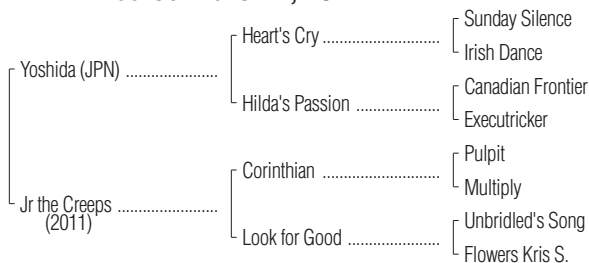 Yoshida (JPN)
Heart's Cry
Sunday Silence
Irish Dance
Hilda's Passion
Canadian Frontier
Executricker
Jr the Creeps
(2011)
Corinthian
Pulpit
Multiply
Look for Good
Unbridled's Song
Flowers Kris S.